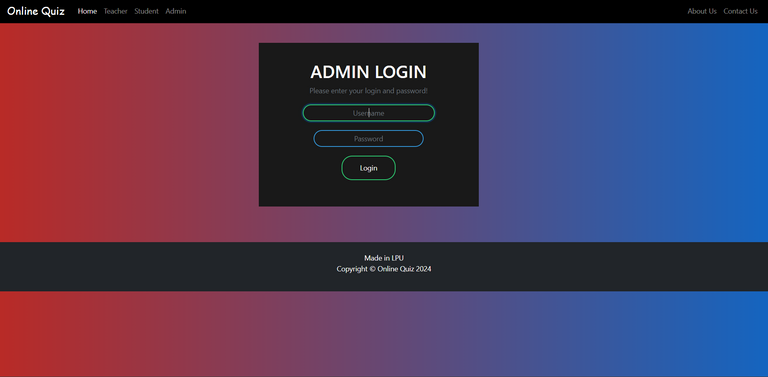 Online Quiz Home Teacher Student Admin About Us Contact Us
ADMIN LOGIN
Please enter your login and password!
Username
Password
Login
Made in LPU
Copyright © Online Quiz 2024